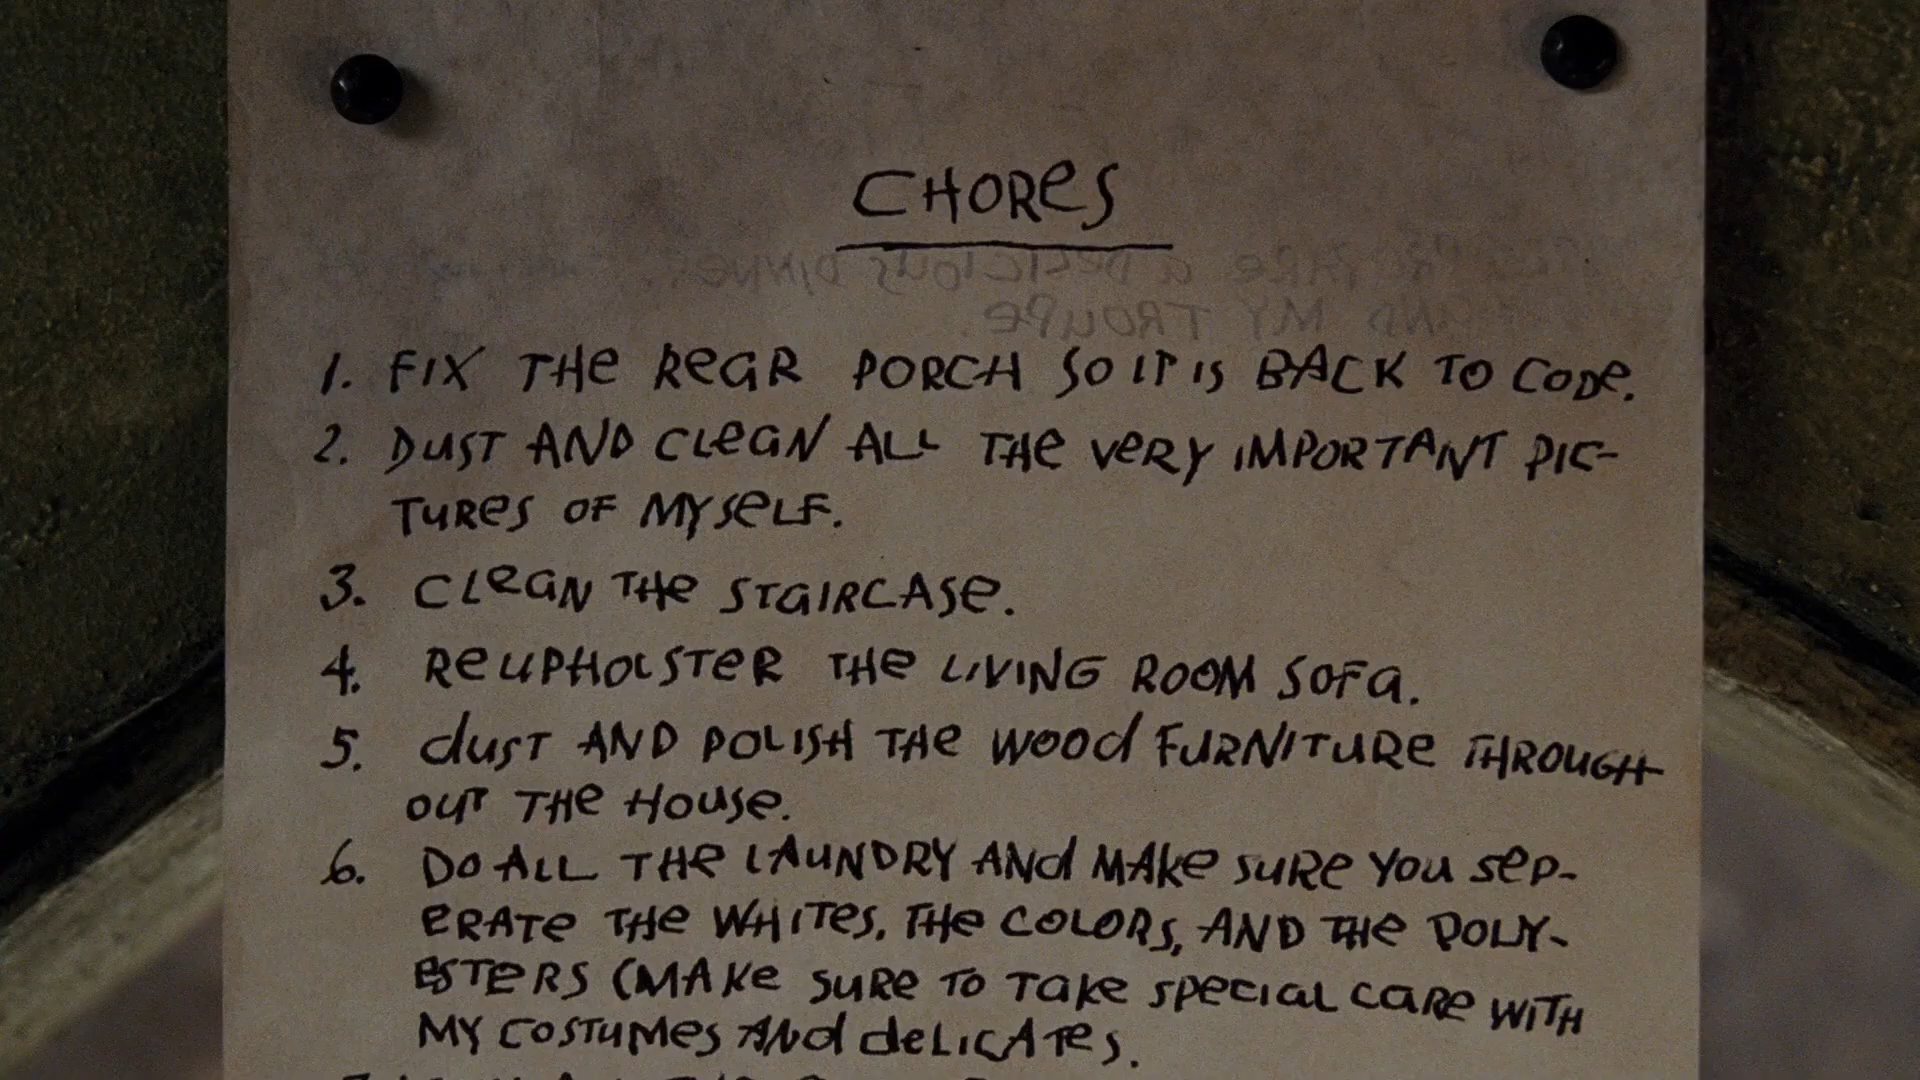 CHORES
1. FIX THE REAR PORCH SO IT IS BACK TO CODE.
2. DUST AND CLEAN ALL THE VERY IMPORTANT PIC-
TURES OF MYSELF.
3. CLEAN THE STAIRCASE.
4. REUPHOLSTER THE LIVING ROOM SOFA.
5. DUST AND POLISH THE WOOD FURNITURE THROUGH
OUT THE HOUSE.
6. DO ALL THE LAUNDRY AND MAKE SURE YOU SEP-
ERATE THE WHITES, THE COLORS, AND THE POLY-
ESTERS (MAKE SURE TO TAKE SPECIAL CARE WITH
MY COSTUMES AND DELICATES.